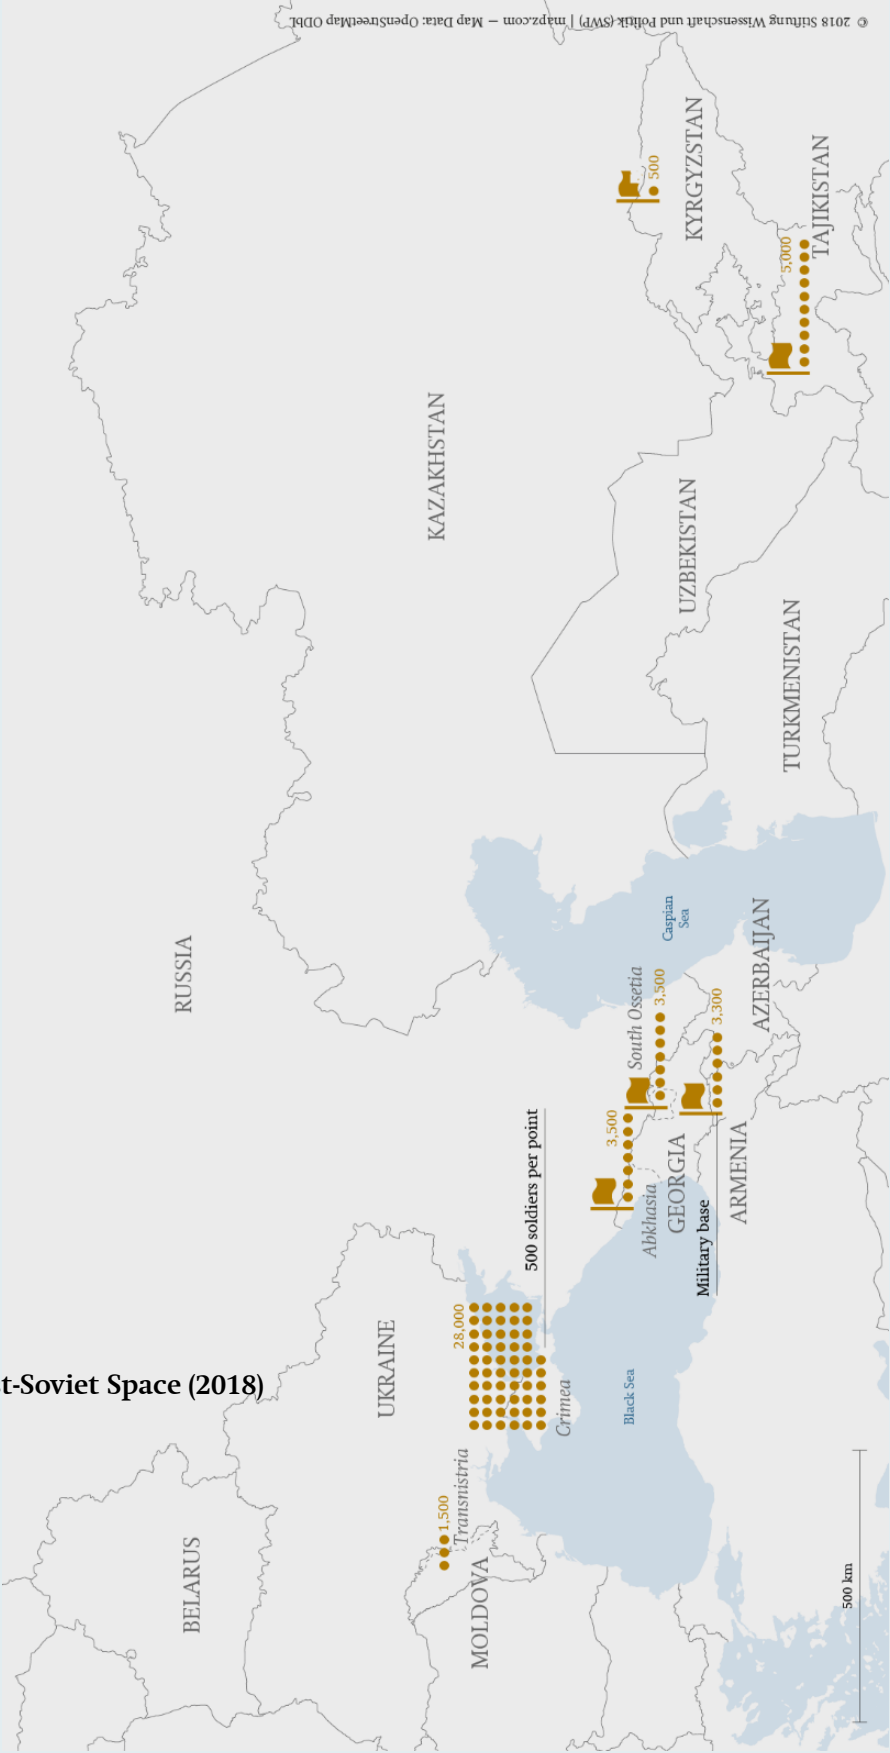 t-Soviet Space (2018)
RUSSIA
BELARUS
UKRAINE
KAZAKHSTAN
1,500
Transnistria
MOLDOVA
28,000
Crimea
500 soldiers per point
Black Sea
3,500
Abkhasia
South Ossetia
3,500
GEORGIA
Military base
3,300
ARMENIA
AZERBAIJAN
Caspian
Sea
UZBEKISTAN
TURKMENISTAN
500
KYRGYZSTAN
5,000
TAJIKISTAN
500 km
© 2018 Stiftung Wissenschaft und Politik (SWP) | mapz.com – Map Data: OpenStreetMap ODbL